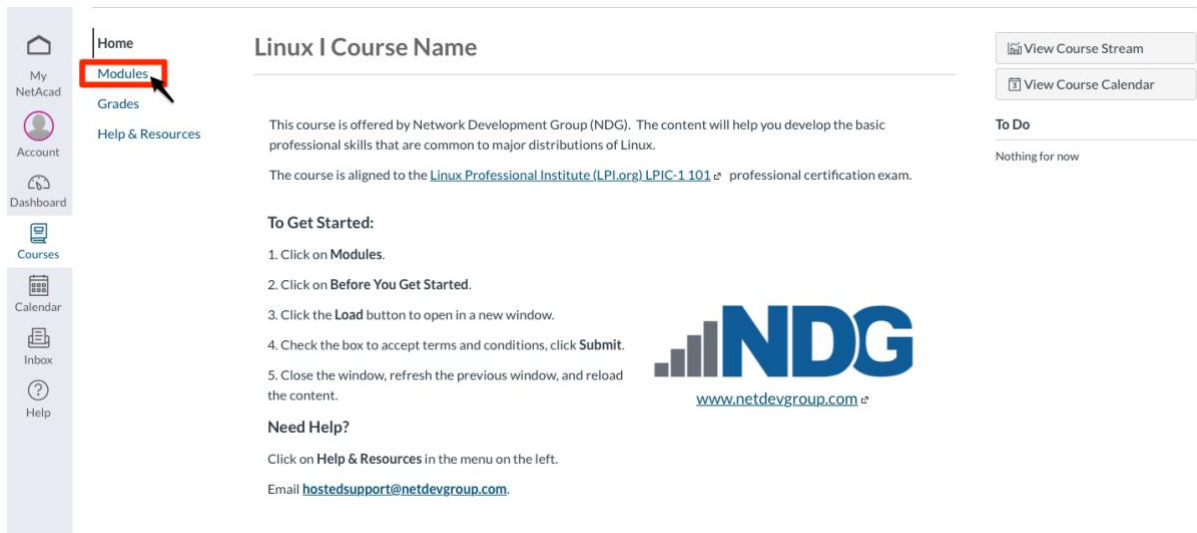 My
NetAcad
Account
Dashboard
Courses
Calendar
Inbox
Help
Home
Modules
Grades
Help & Resources
Linux I Course Name
This course is offered by Network Development Group (NDG). The content will help you develop the basic
professional skills that are common to major distributions of Linux.
The course is aligned to the Linux Professional Institute (LPI.org) LPIC-1 101 professional certification exam.
To Get Started:
1. Click on Modules.
2. Click on Before You Get Started.
3. Click the Load button to open in a new window.
4. Check the box to accept terms and conditions, click Submit.
5. Close the window, refresh the previous window, and reload
the content.
NDG
www.netdevgroup.com
Need Help?
Click on Help & Resources in the menu on the left.
Email hostedsupport@netdevgroup.com.
View Course Stream
View Course Calendar
To Do
Nothing for now